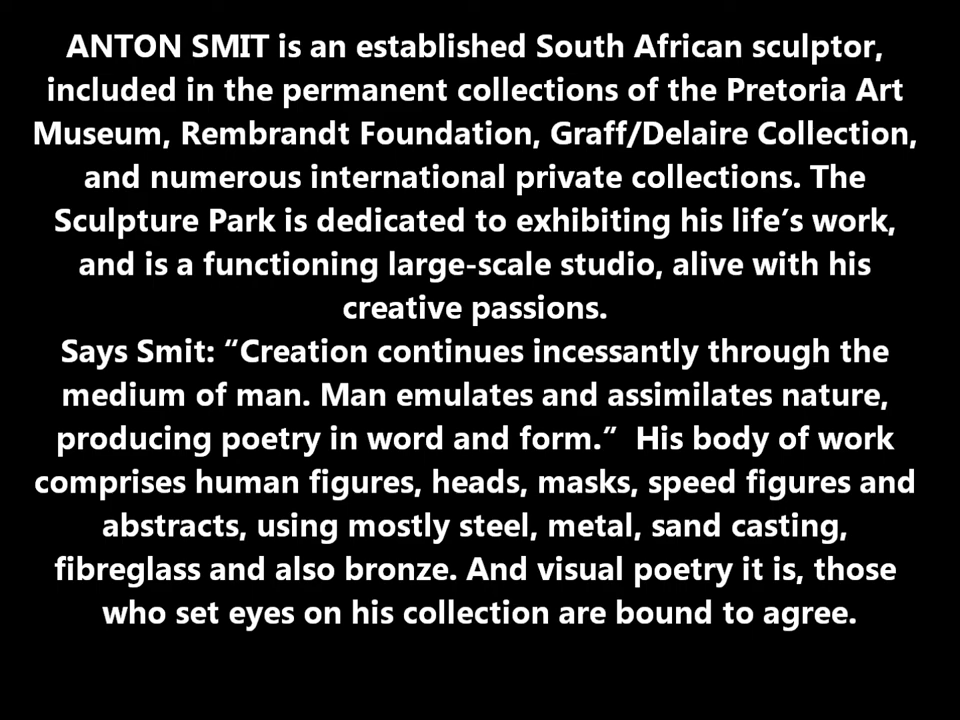 ANTON SMIT is an established South African sculptor,
included in the permanent collections of the Pretoria Art
Museum, Rembrandt Foundation, Graff/Delaire Collection,
and numerous international private collections. The
Sculpture Park is dedicated to exhibiting his life’s work,
and is a functioning large-scale studio, alive with his
creative passions.
Says Smit: “Creation continues incessantly through the
medium of man. Man emulates and assimilates nature,
producing poetry in word and form.”  His body of work
comprises human figures, heads, masks, speed figures and
abstracts, using mostly steel, metal, sand casting,
fibreglass and also bronze. And visual poetry it is, those
who set eyes on his collection are bound to agree.